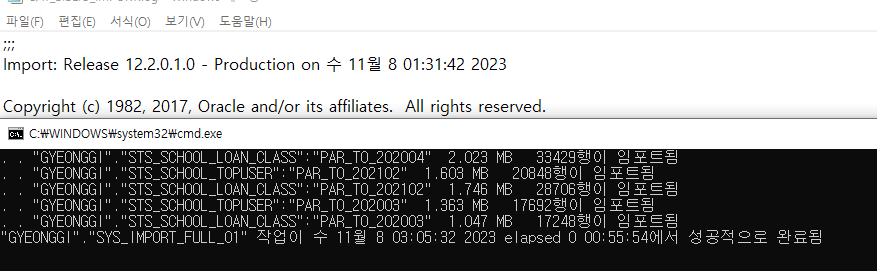 파일(F) 편집(E) 서식(O) 보기(V) 도움말(H)
;;;
Import: Release 12.2.0.1.0 - Production on 수 11월 8 01:31:42 2023
Copyright (c) 1982, 2017, Oracle and/or its affiliates.  All rights reserved.
C:₩WINDOWS₩system32₩cmd.exe
. . "GYEONGGI"."STS_SCHOOL_LOAN_CLASS":"PAR_TO_202004"  2.023 MB   33429행이 임포트됨
. . "GYEONGGI"."STS_SCHOOL_TOPUSER":"PAR_TO_202102"  1.603 MB   20848행이 임포트됨
. . "GYEONGGI"."STS_SCHOOL_LOAN_CLASS":"PAR_TO_202102"  1.746 MB   28706행이 임포트됨
. . "GYEONGGI"."STS_SCHOOL_TOPUSER":"PAR_TO_202003"  1.363 MB   17692행이 임포트됨
. . "GYEONGGI"."STS_SCHOOL_LOAN_CLASS":"PAR_TO_202003"  1.047 MB   17248행이 임포트됨
"GYEONGGI"."SYS_IMPORT_FULL_01" 작업이 수 11월 8 03:05:32 2023 elapsed 0 00:55:54에서 성공적으로 완료됨